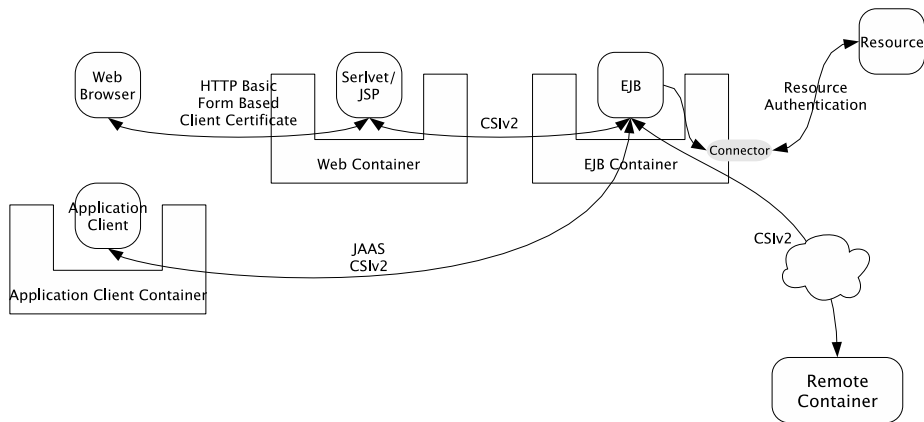 Web
Browser
HTTP Basic
Form Based
Client Certificate
Serlvet/
JSP
Web Container
CSIv2
EJB
EJB Container
Connector
Resource
Resource
Authentication
Application
Client
Application Client Container
JAAS
CSIv2
CSIv2
Remote
Container